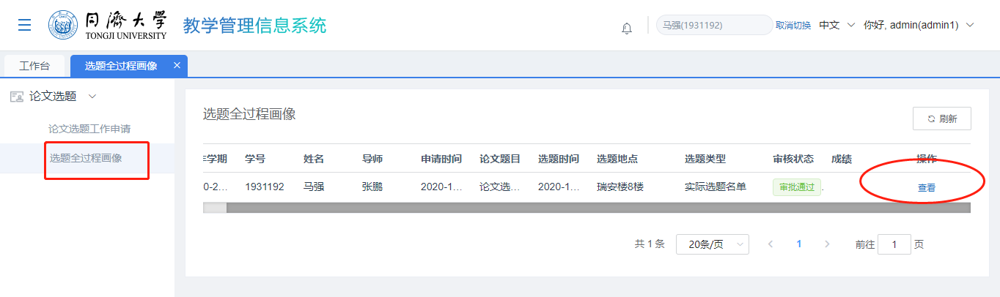 同濟大学
TONGJI UNIVERSITY
教学管理信息系统
马强(1931192)
取消切换
中文
你好, admin(admin1)
工作台
选题全过程画像
论文选题
论文选题工作申请
选题全过程画像
选题全过程画像
刷新
学期 学号 姓名 导师 申请时间 论文题目 选题时间 选题地点 选题类型 审核状态 成绩 操作
0-2... 1931192 马强 张鹏 2020-1... 论文选... 2020-1... 瑞安楼8楼 实际选题名单 审批通过 . 查看
共 1 条 20条/页 1 前往 1 页